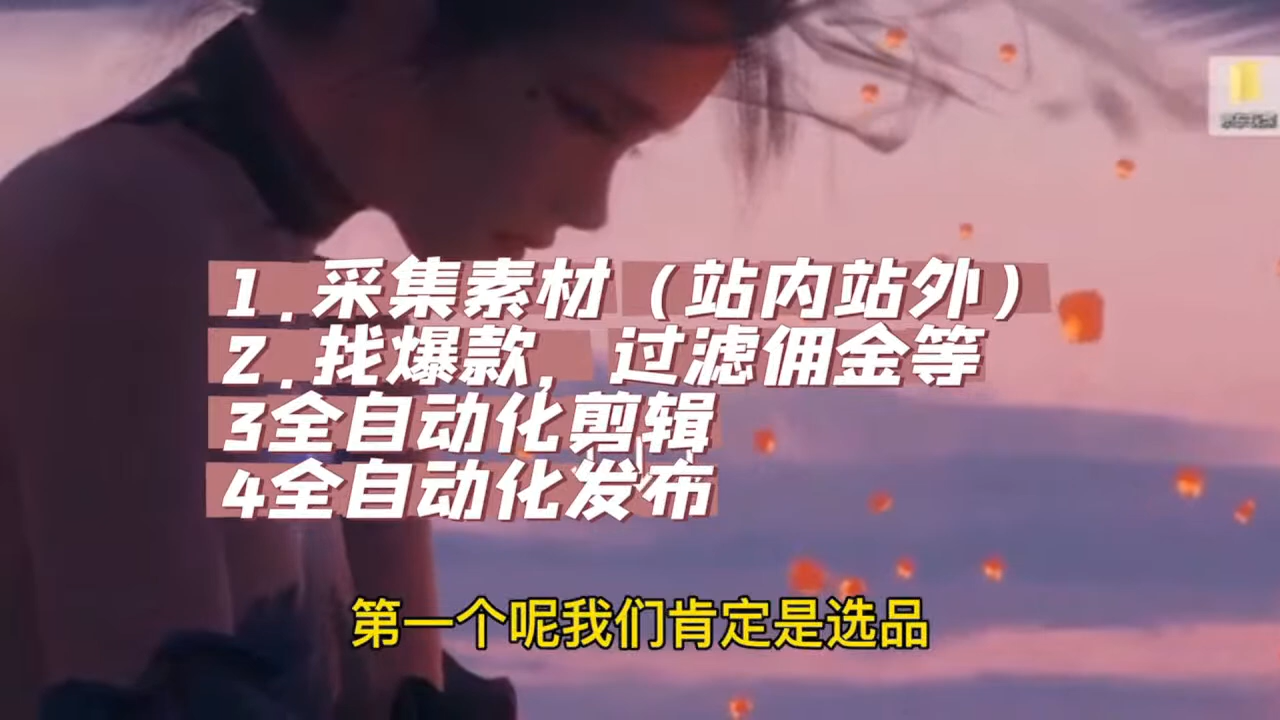 1.采集素材（站内站外）
2.找爆款，过滤佣金等
3全自动化剪辑
4全自动化发布
第一个呢我们肯定是选品